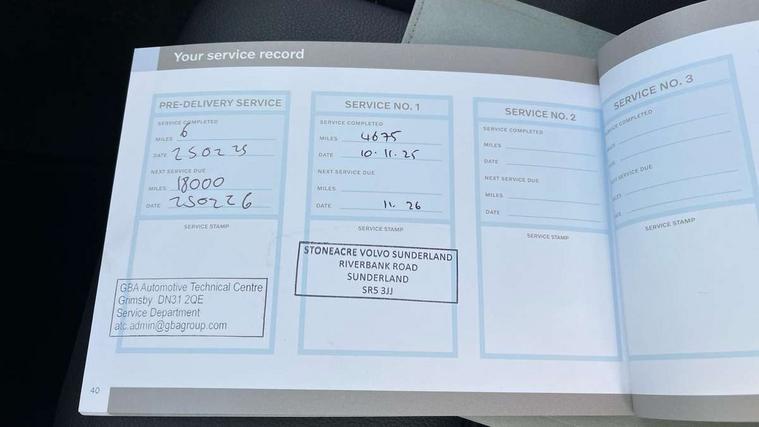 Your service record
PRE-DELIVERY SERVICE
SERVICE COMPLETED
MILES 6
DATE 250225
NEXT SERVICE DUE
MILES 18000
DATE 250226
SERVICE STAMP
GBA Automotive Technical Centre
Grimsby DN31 2QE
Service Department
atc.admin@gbagroup.com
SERVICE NO. 1
SERVICE COMPLETED
MILES 4675
DATE 10.11.25
NEXT SERVICE DUE
MILES
DATE 11.26
SERVICE STAMP
STONEACRE VOLVO SUNDERLAND
RIVERBANK ROAD
SUNDERLAND
SR5 3JJ
SERVICE NO. 2
SERVICE COMPLETED
MILES
DATE
NEXT SERVICE DUE
MILES
DATE
SERVICE STAMP
SERVICE NO. 3
COMPLETED
SERVICE DUE
SERVICE STAMP
40